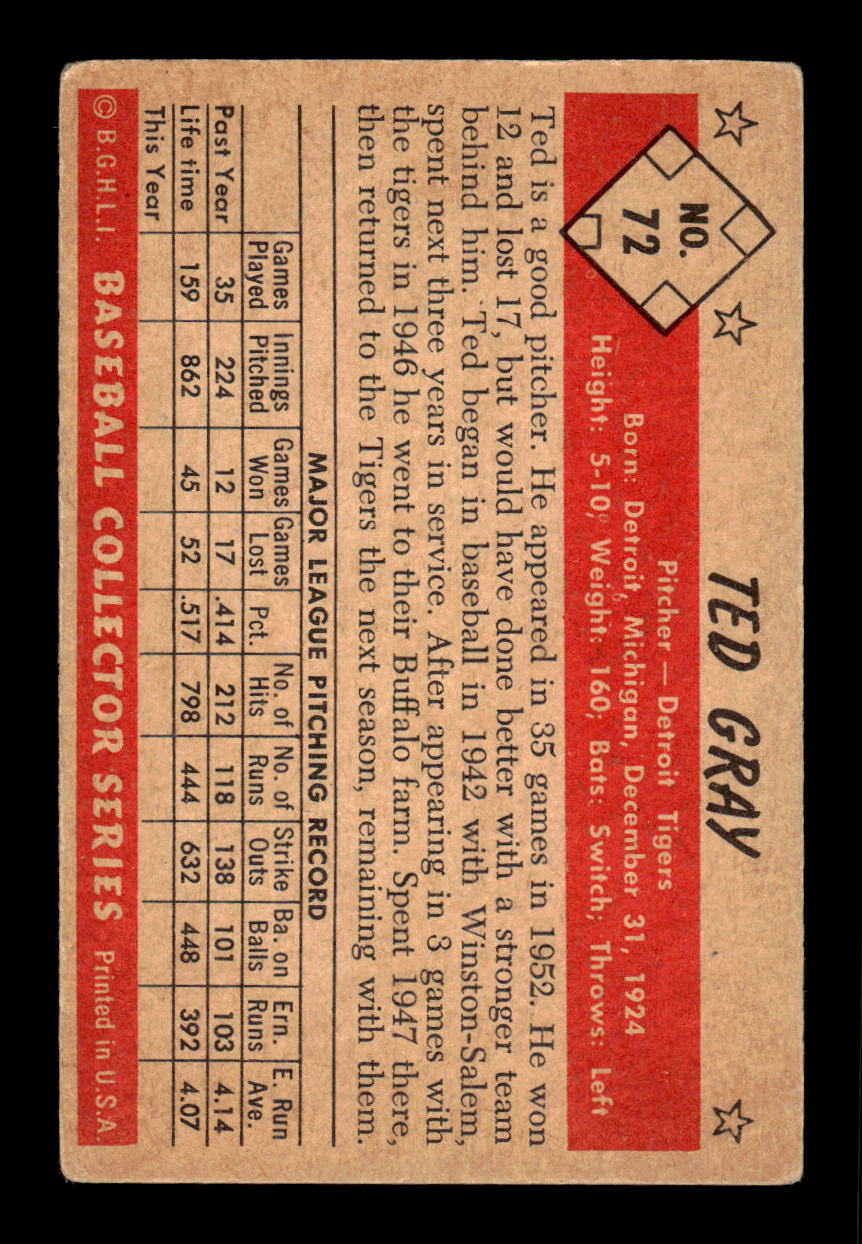 TED GRAY
NO.
72
Pitcher — Detroit Tigers
Born: Detroit, Michigan, December 31, 1924
Height: 5-10; Weight: 160; Bats: Switch; Throws: Left
Ted is a good pitcher. He appeared in 35 games in 1952. He won
12 and lost 17, but would have done better with a stronger team
behind him. Ted began in baseball in 1942 with Winston-Salem,
spent next three years in service. After appearing in 3 games with
the tigers in 1946 he went to their Buffalo farm. Spent 1947 there,
then returned to the Tigers the next season, remaining with them.
MAJOR LEAGUE PITCHING RECORD
Games Innings Games Games No. of No. of Strike Ba. on Ern. E. Run
Played Pitched Won Lost Pct. Hits Runs Outs Balls Runs Ave.
Past Year 35 224 12 17 .414 212 118 138 101 103 4.14
Life time 159 862 45 52 .517 798 444 632 448 392 4.07
This Year
© B.G.H.L.I. BASEBALL COLLECTOR SERIES Printed in U.S.A.